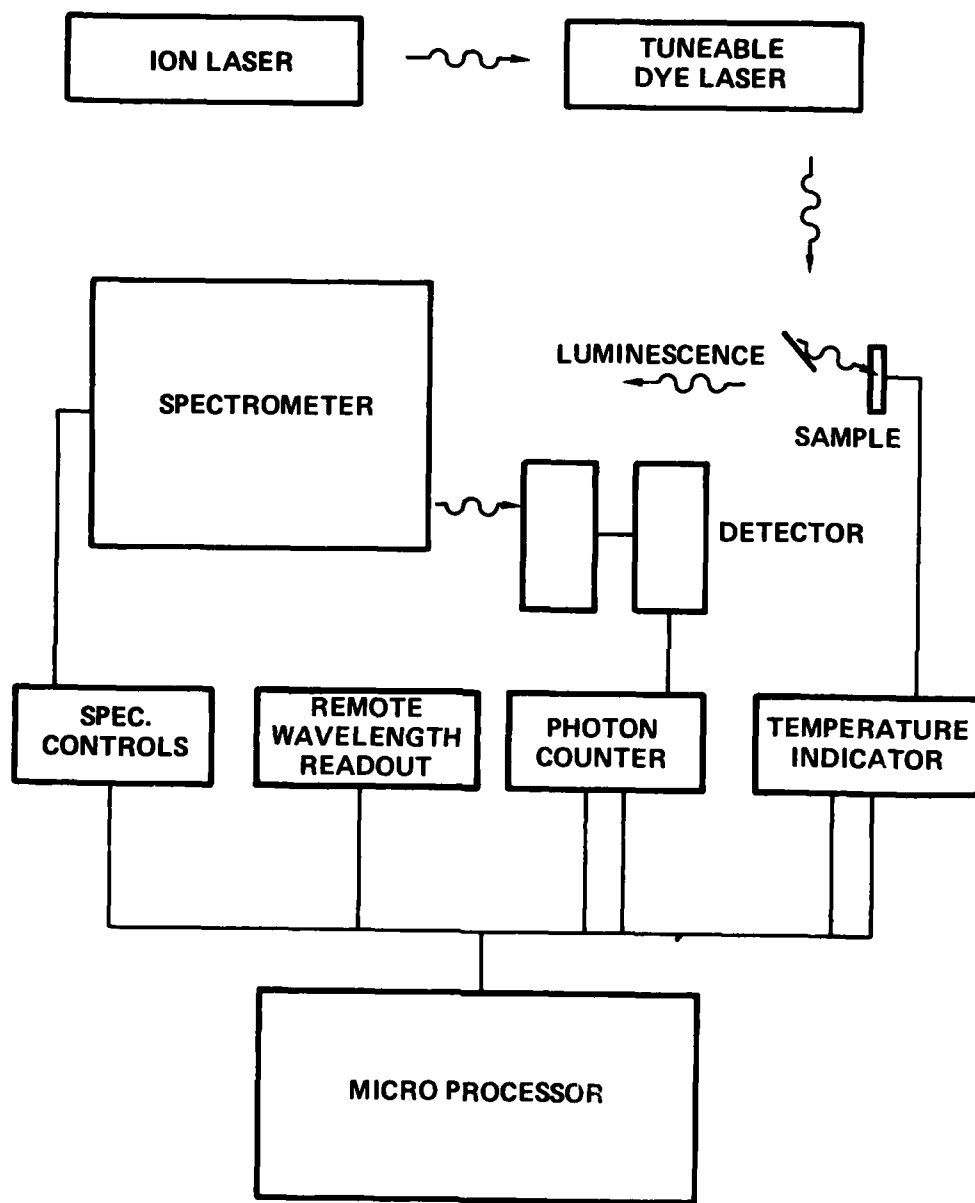 ION LASER
TUNEABLE
DYE LASER
LUMINESCENCE
SPECTROMETER
SAMPLE
DETECTOR
SPEC.
CONTROLS
REMOTE
WAVELENGTH
READOUT
PHOTON
COUNTER
TEMPERATURE
INDICATOR
MICRO PROCESSOR